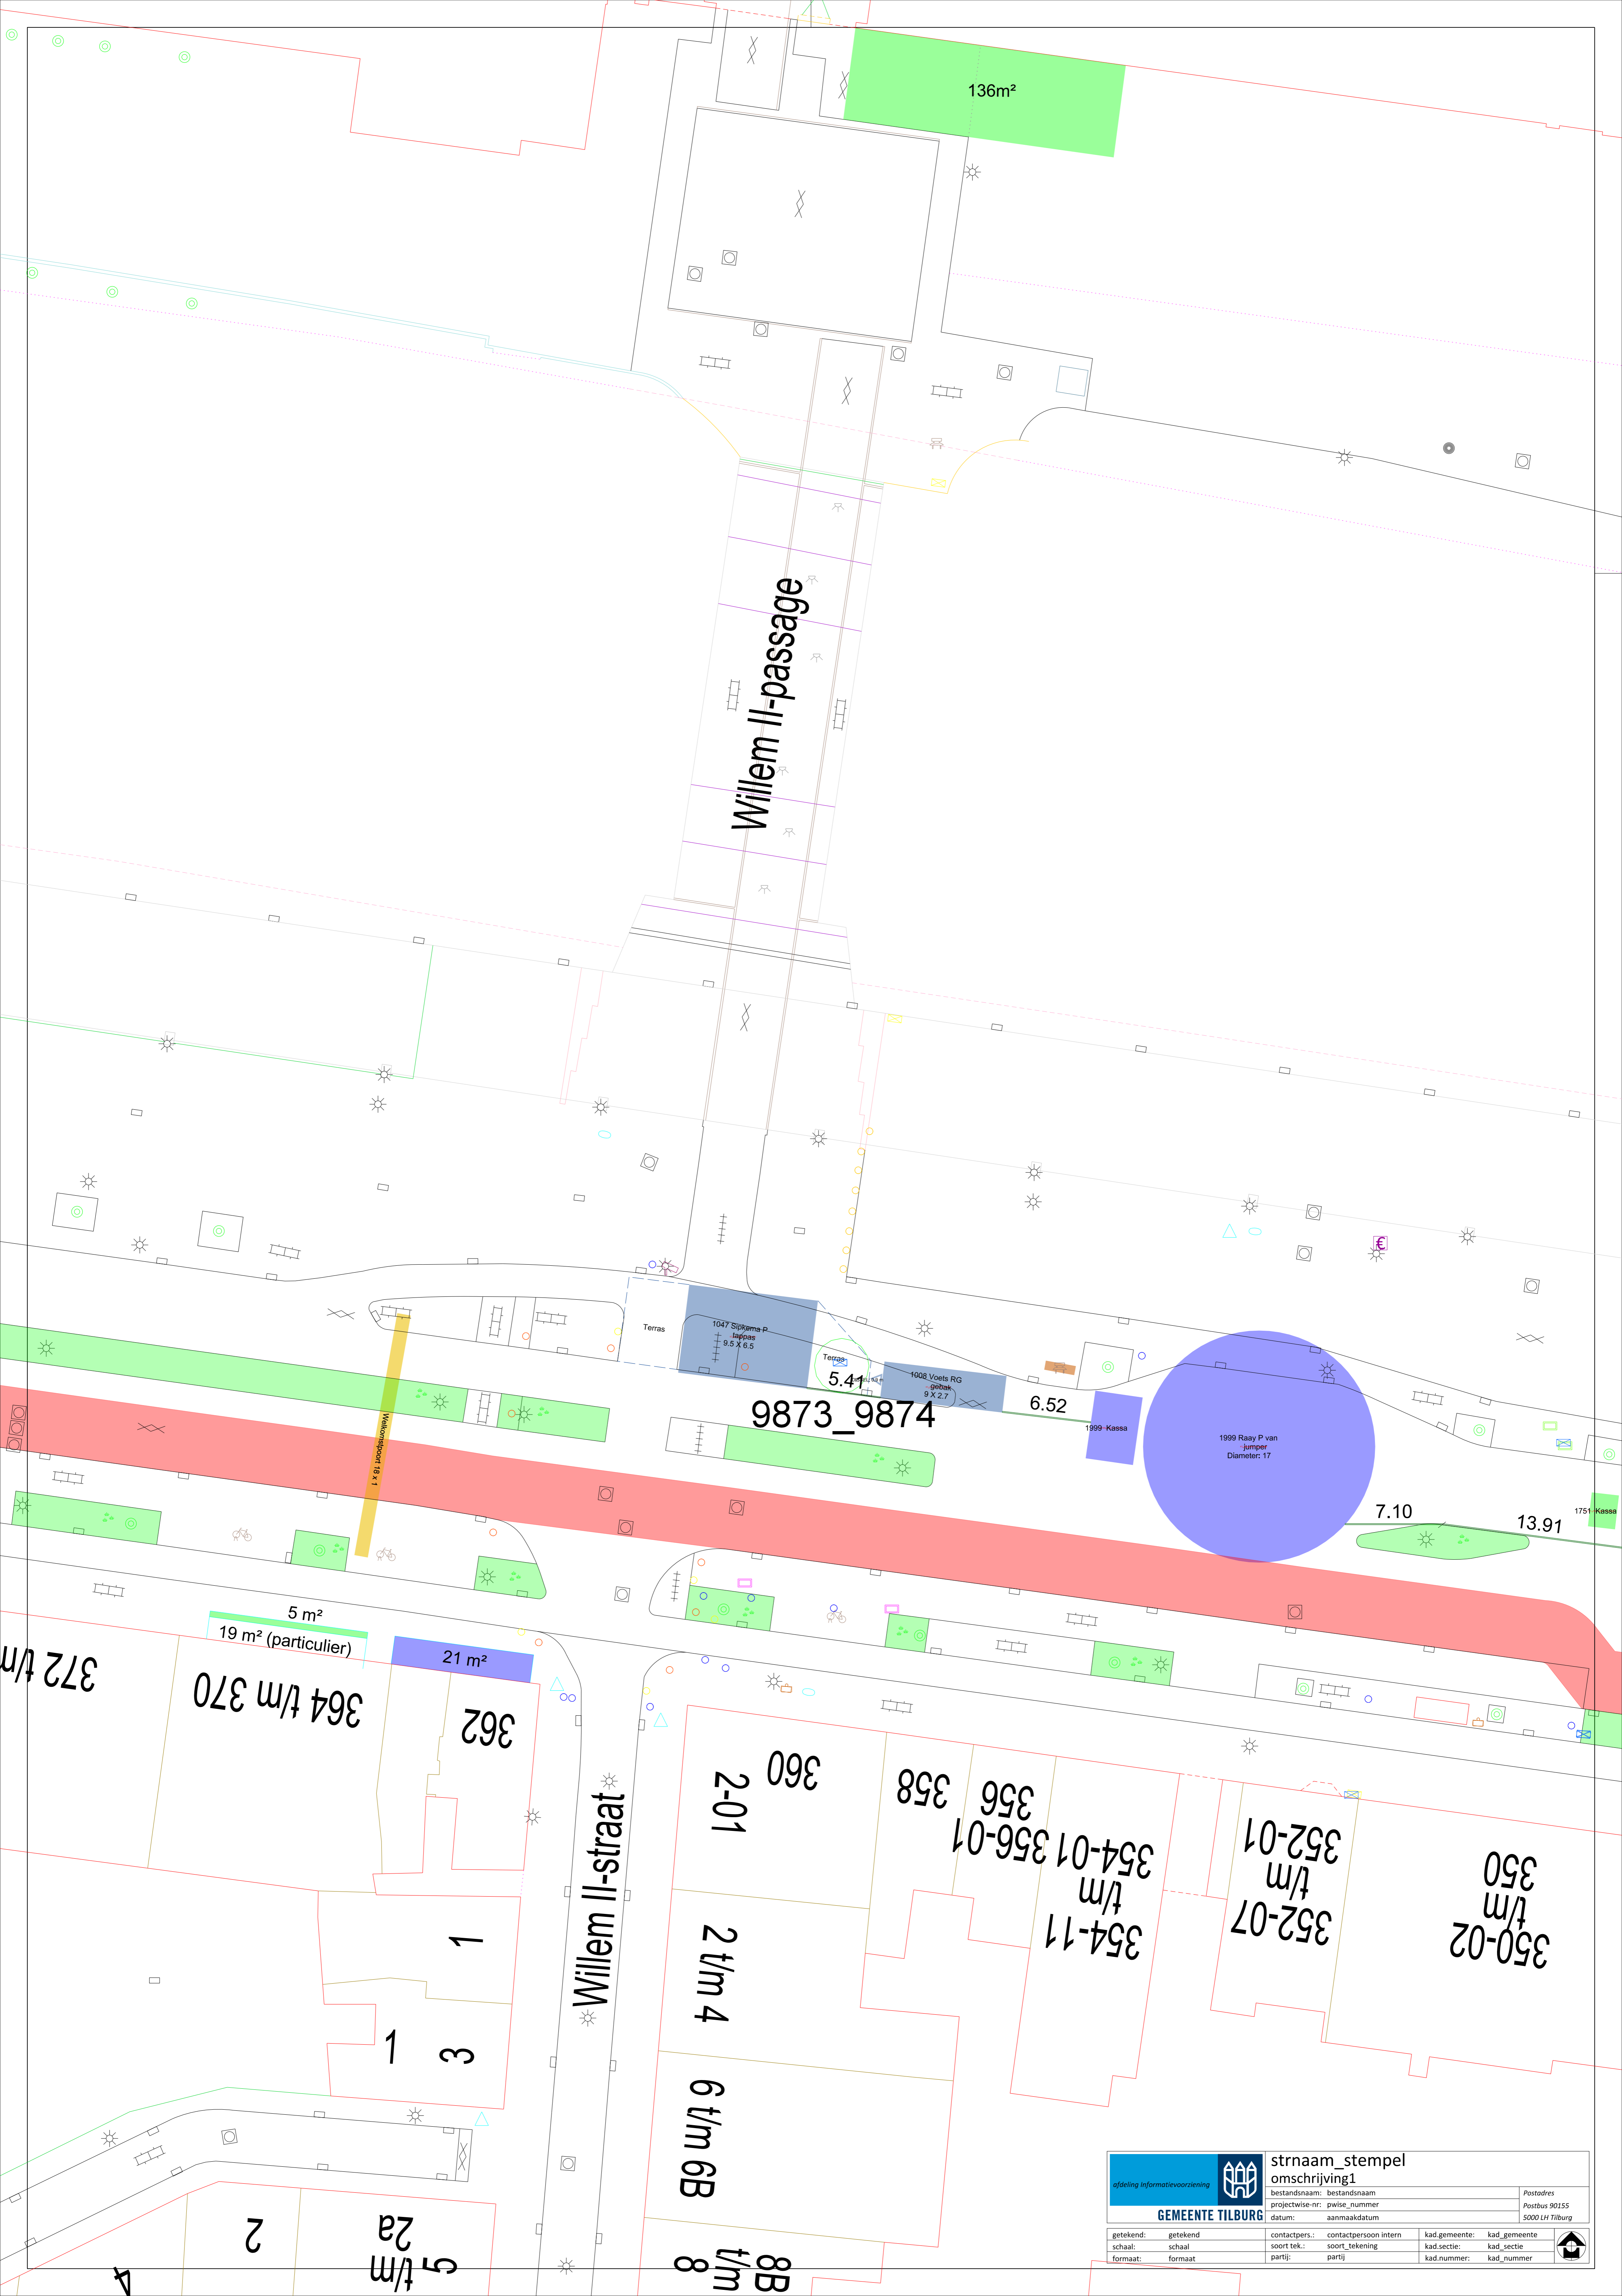 136m²
Willem II-passage
€
Terras
1047 Sipkema P
tappas
9.5 X 6.5
Terras
5.41
1008 Voets RG
gebak
9 X 2.7
6.52
9873_9874
1999 Kassa
1999 Raay P van
jumper
Diameter: 17
Welkomstpoort 18 x 1
7.10
13.91
1751 Kassa
5 m²
19 m² (particulier)
21 m²
372 t/m
364 t/m 370
362
360
2-01
358
356
356-01
354-01
t/m
354-11
352-01
t/m
352-07
350
t/m
350-02
Willem II-straat
1
1
3
2 t/m 4
6 t/m 6B
8B
t/m
8
2
2a
t/m
5
4
afdeling informatievoorziening
GEMEENTE TILBURG
strnaam_stempel
omschrijving1
bestandsnaam: bestandsnaam
projectwise-nr: pwise_nummer
datum: aanmaakdatum
Postadres
Postbus 90155
5000 LH Tilburg
getekend: getekend
schaal: schaal
formaat: formaat
contactpers.: contactpersoon intern
soort tek.: soort_tekening
partij: partij
kad.gemeente: kad_gemeente
kad.sectie: kad_sectie
kad.nummer: kad_nummer